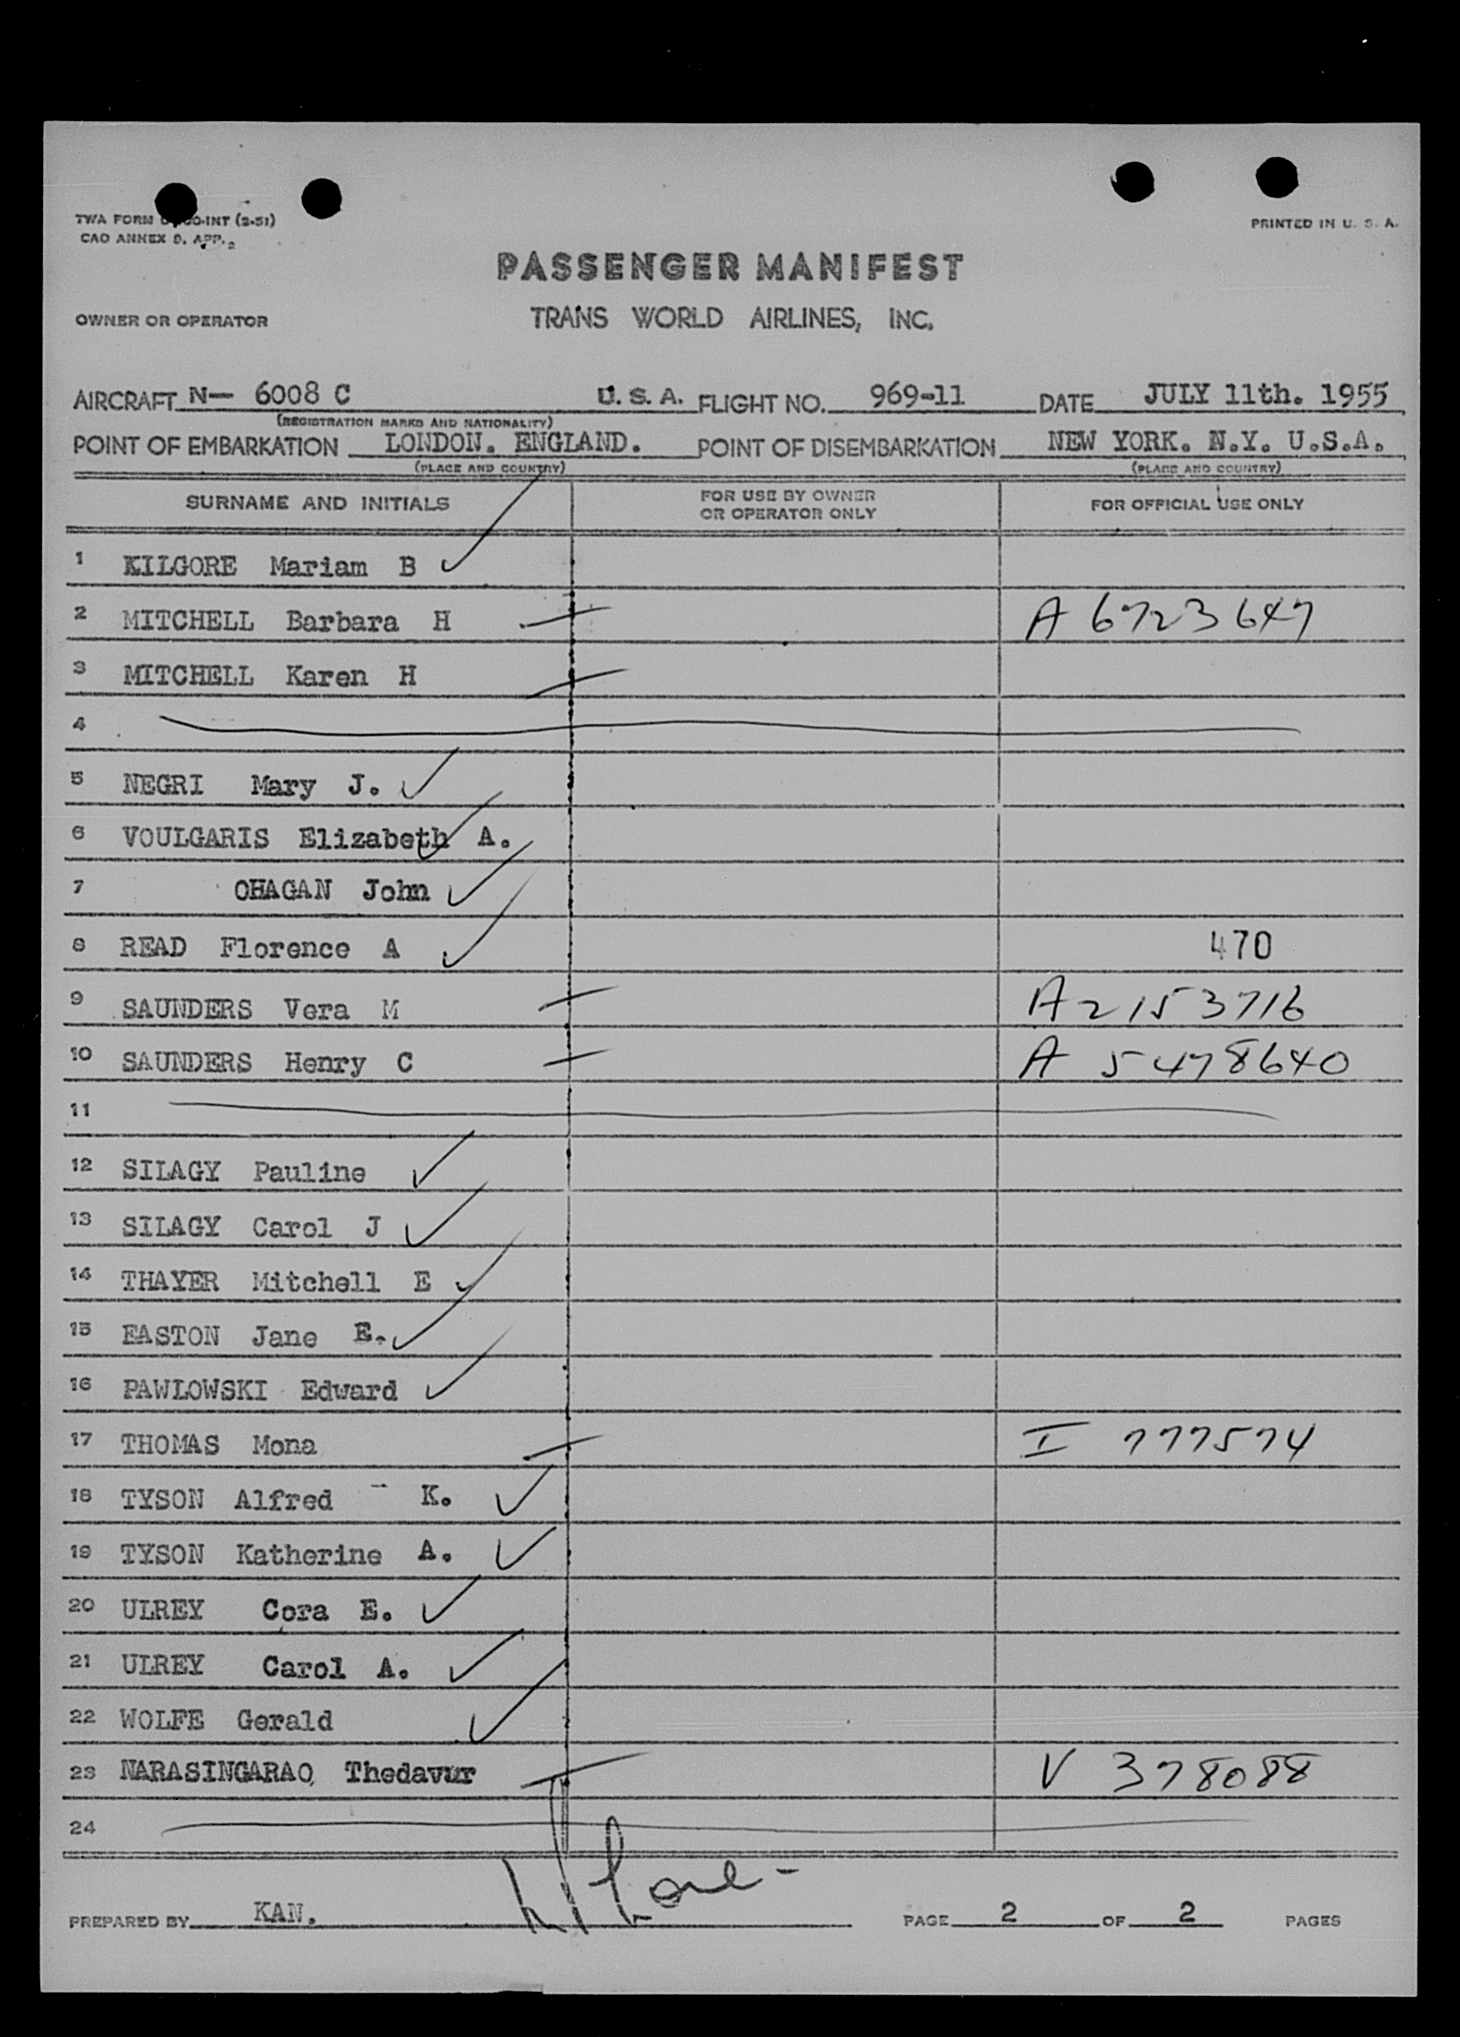 TWA FORM -INT (2-51)
CAO ANNEX 9. APP. 2
PRINTED IN U. S. A.
PASSENGER MANIFEST
OWNER OR OPERATOR TRANS WORLD AIRLINES, INC.
AIRCRAFT N— 6008 C U.S.A. FLIGHT NO. 969-11 DATE JULY 11th. 1955
(REGISTRATION MARKS AND NATIONALITY)
POINT OF EMBARKATION LONDON. ENGLAND. POINT OF DISEMBARKATION NEW YORK. N.Y. U.S.A.
(PLACE AND COUNTRY) (PLACE AND COUNTRY)
SURNAME AND INITIALS FOR USE BY OWNER OR OPERATOR ONLY FOR OFFICIAL USE ONLY
1 KILGORE Mariam B
2 MITCHELL Barbara H A 6723647
3 MITCHELL Karen H
4
5 NEGRI Mary J.
6 VOULGARIS Elizabeth A.
7 OHAGAN John
8 READ Florence A 470
9 SAUNDERS Vera M A2153716
10 SAUNDERS Henry C A 5478640
11
12 SILAGY Pauline
13 SILAGY Carol J
14 THAYER Mitchell E
15 EASTON Jane E.
16 PAWLOWSKI Edward
17 THOMAS Mona I 777574
18 TYSON Alfred K.
19 TYSON Katherine A.
20 ULREY Cora E.
21 ULREY Carol A.
22 WOLFE Gerald
23 NARASINGARAO Thedavur V 378088
24
PREPARED BY KAN. PAGE 2 OF 2 PAGES